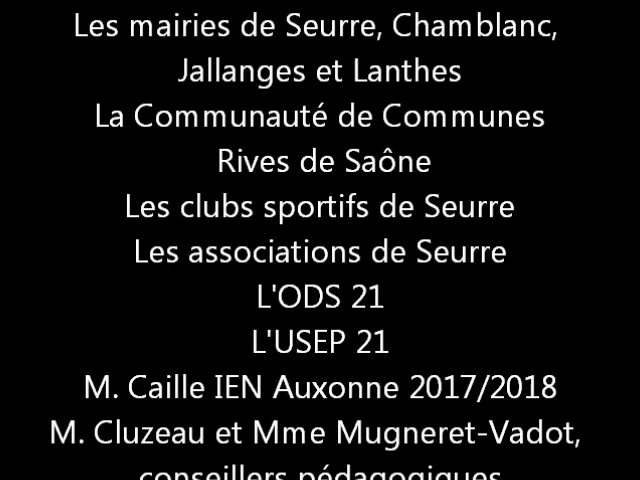 Les mairies de Seurre, Chamblanc,
Jallanges et Lanthes
La Communauté de Communes
Rives de Saône
Les clubs sportifs de Seurre
Les associations de Seurre
L'ODS 21
L'USEP 21
M. Caille IEN Auxonne 2017/2018
M. Cluzeau et Mme Mugneret-Vadot,
conseillers pédagogiques